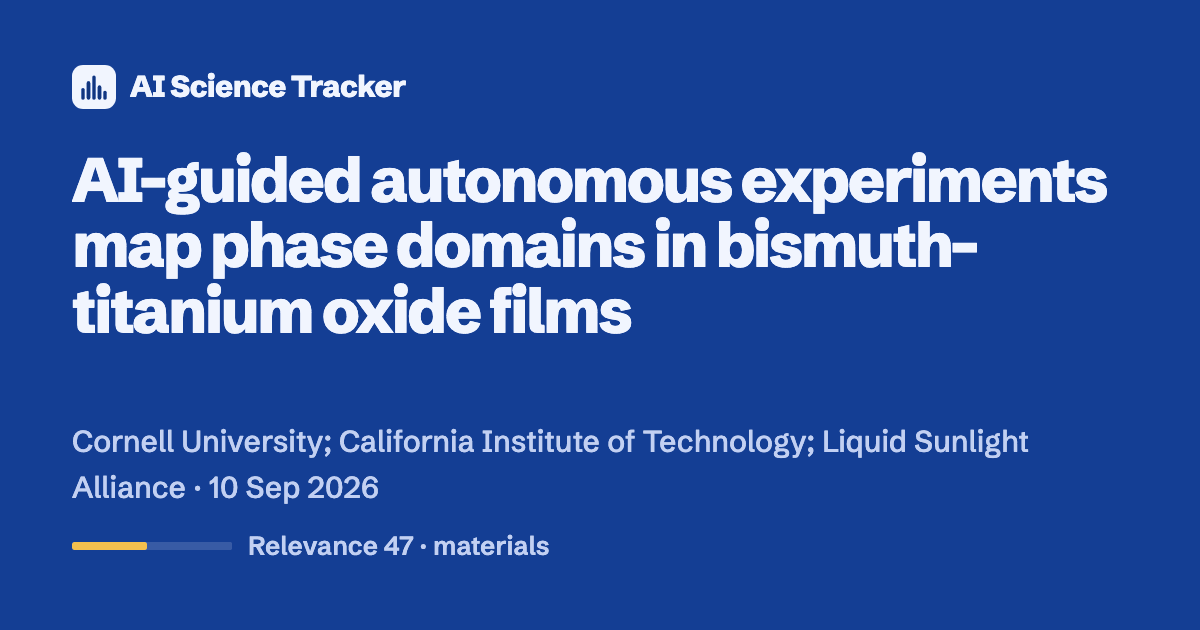 AI Science Tracker
AI-guided autonomous experiments
map phase domains in bismuth-
titanium oxide films
Cornell University; California Institute of Technology; Liquid Sunlight
Alliance · 10 Sep 2026
Relevance 47 · materials